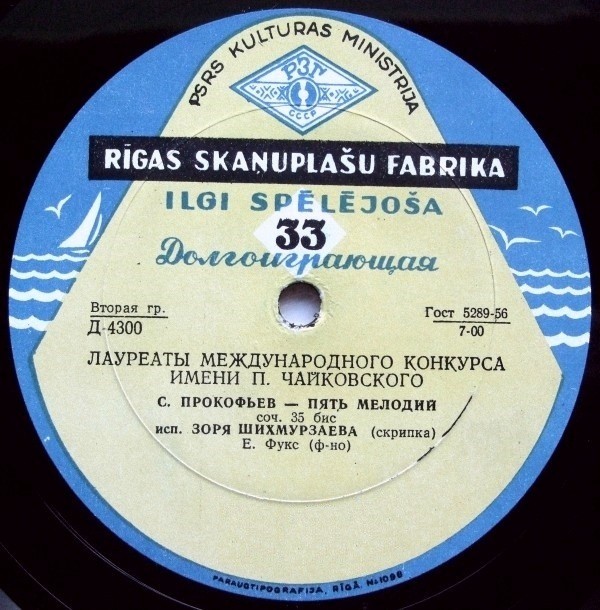 PSRS KULTURAS MINISTRIJA
РЗГ
СССР
RĪGAS SKAŅUPLAŠU FABRIKA
ILGI SPĒLĒJOŠA
33
Долгоиграющая
Вторая гр.
Д-4300
Гост 5289-56
7-00
ЛАУРЕАТЫ МЕЖДУНАРОДНОГО КОНКУРСА
ИМЕНИ П. ЧАЙКОВСКОГО
С. ПРОКОФЬЕВ — ПЯТЬ МЕЛОДИЙ
соч. 35 бис
исп. ЗОРЯ ШИХМУРЗАЕВА (скрипка)
Е. Фукс (ф-но)
PARAUGTIPOGRAFIJA, RĪGĀ. № 1098